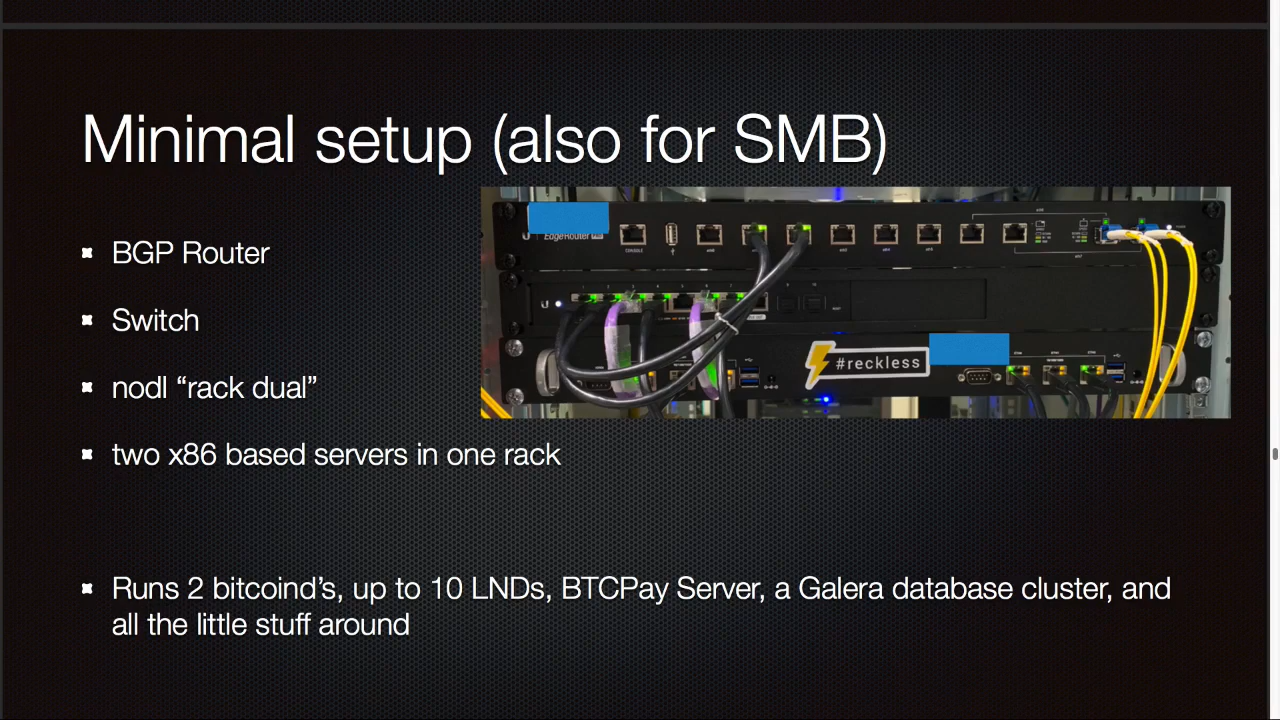 Minimal setup (also for SMB)
BGP Router
Switch
nodl “rack dual”
two x86 based servers in one rack
Runs 2 bitcoind’s, up to 10 LNDs, BTCPay Server, a Galera database cluster, and
all the little stuff around
EdgeRouter
CONSOLE
#reckless